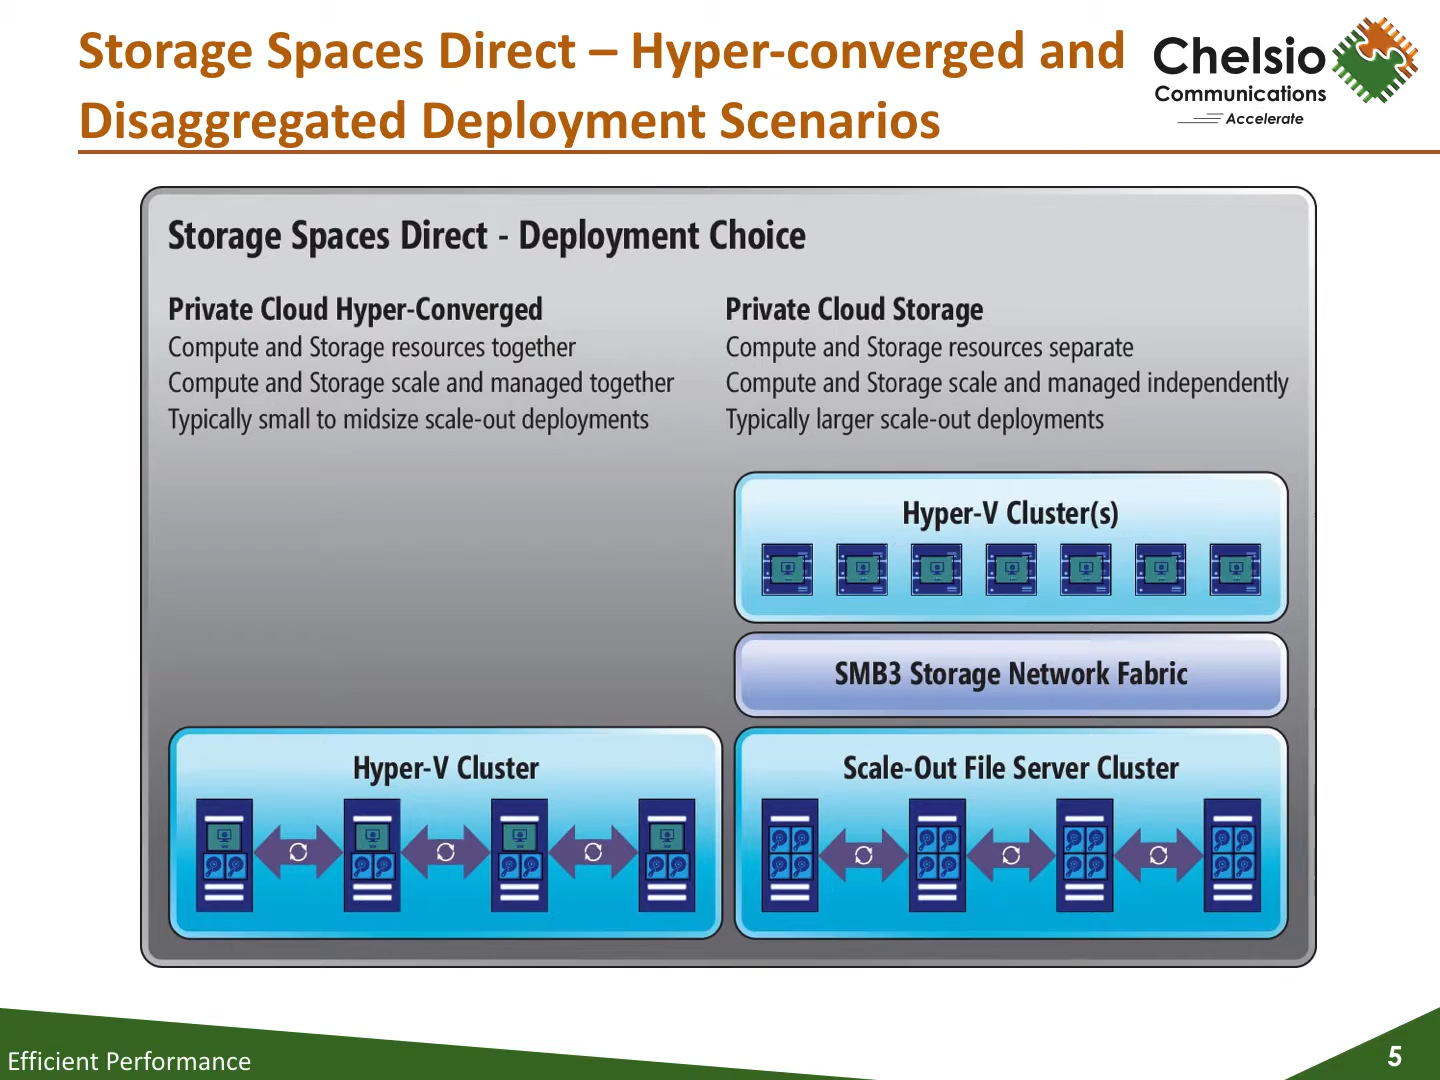 Storage Spaces Direct – Hyper-converged and
Disaggregated Deployment Scenarios
Chelsio
Communications
Accelerate
Storage Spaces Direct - Deployment Choice
Private Cloud Hyper-Converged
Compute and Storage resources together
Compute and Storage scale and managed together
Typically small to midsize scale-out deployments
Private Cloud Storage
Compute and Storage resources separate
Compute and Storage scale and managed independently
Typically larger scale-out deployments
Hyper-V Cluster(s)
SMB3 Storage Network Fabric
Hyper-V Cluster
Scale-Out File Server Cluster
Efficient Performance
5